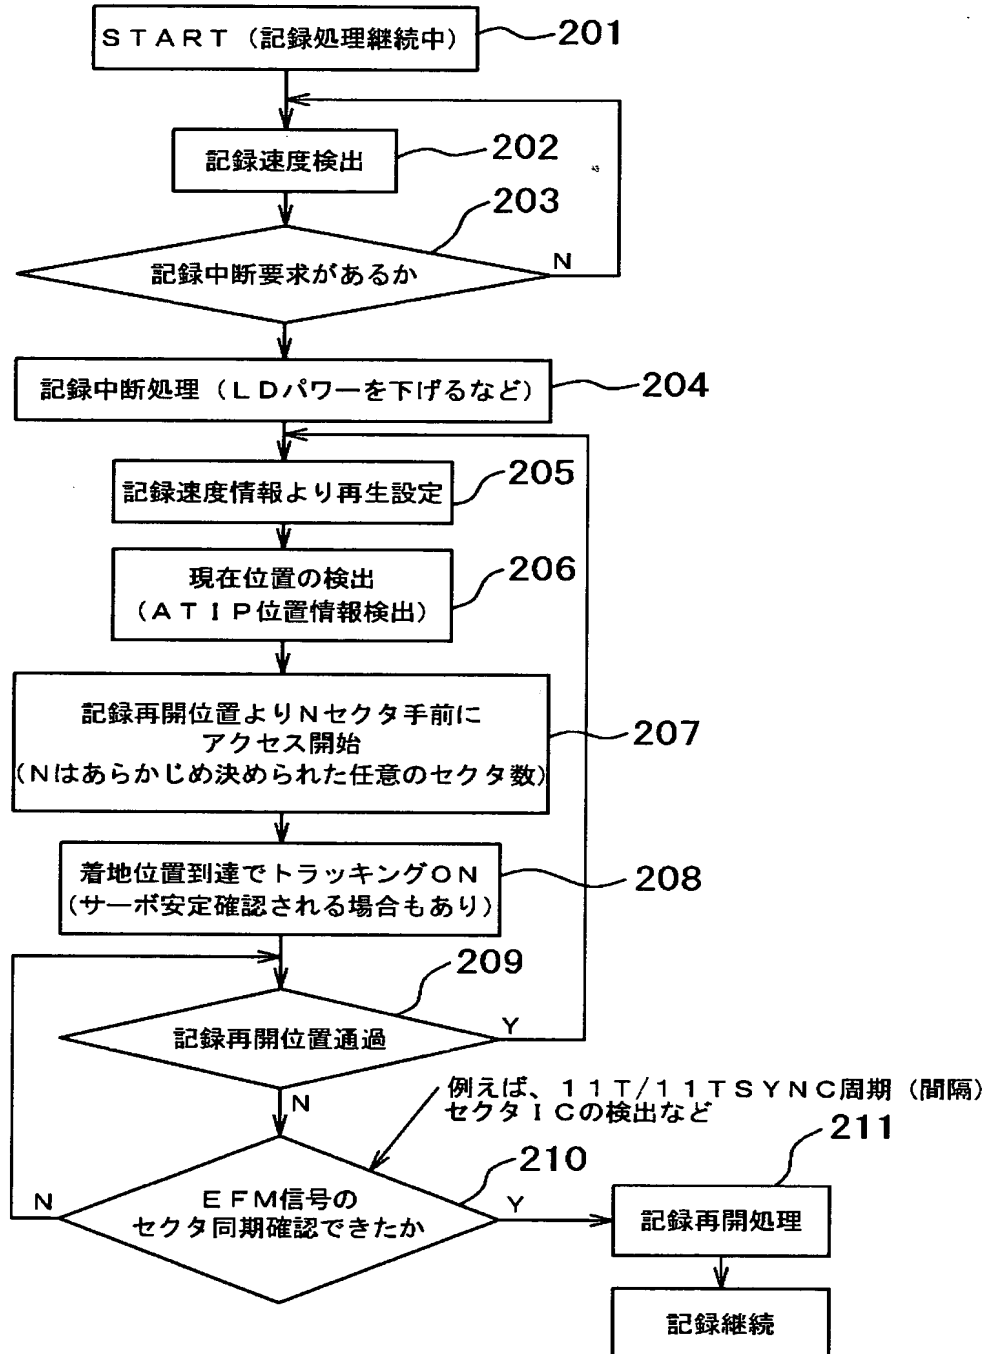 ＳＴＡＲＴ（記録処理継続中）
201
記録速度検出
202
203
記録中断要求があるか
N
記録中断処理（ＬＤパワーを下げるなど）
204
記録速度情報より再生設定
205
現在位置の検出
（ＡＴＩＰ位置情報検出）
206
記録再開位置よりＮセクタ手前に
アクセス開始
（Ｎはあらかじめ決められた任意のセクタ数）
207
着地位置到達でトラッキングＯＮ
（サーボ安定確認される場合もあり）
208
209
記録再開位置通過
Y
N
例えば、１１Ｔ/１１ＴＳＹＮＣ周期（間隔）
セクタＩＣの検出など
210
211
ＥＦＭ信号の
セクタ同期確認できたか
N
Y
記録再開処理
記録継続